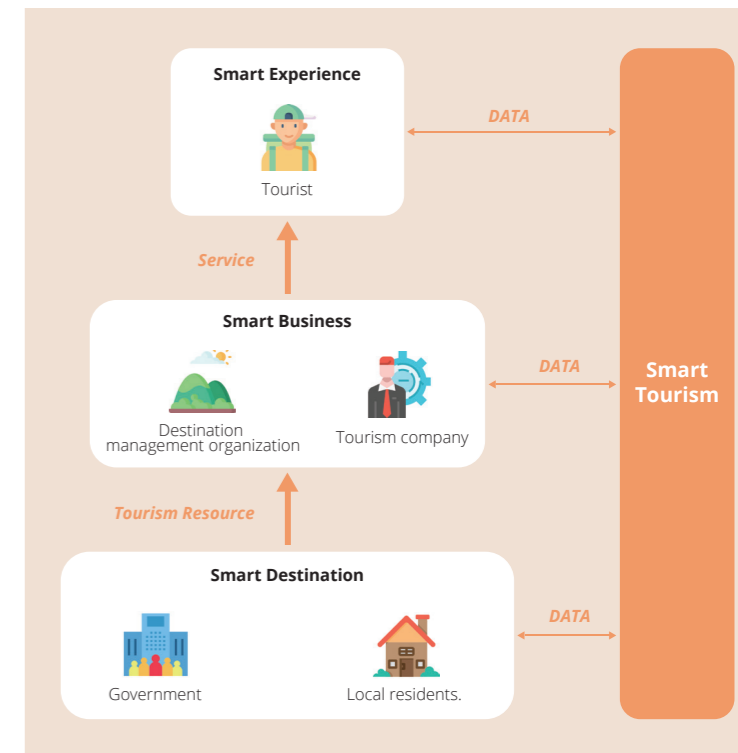 Smart Experience
Tourist
DATA
Service
Smart Business
Destination
management organization
Tourism company
DATA
Smart
Tourism
Tourism Resource
Smart Destination
Government
Local residents.
DATA